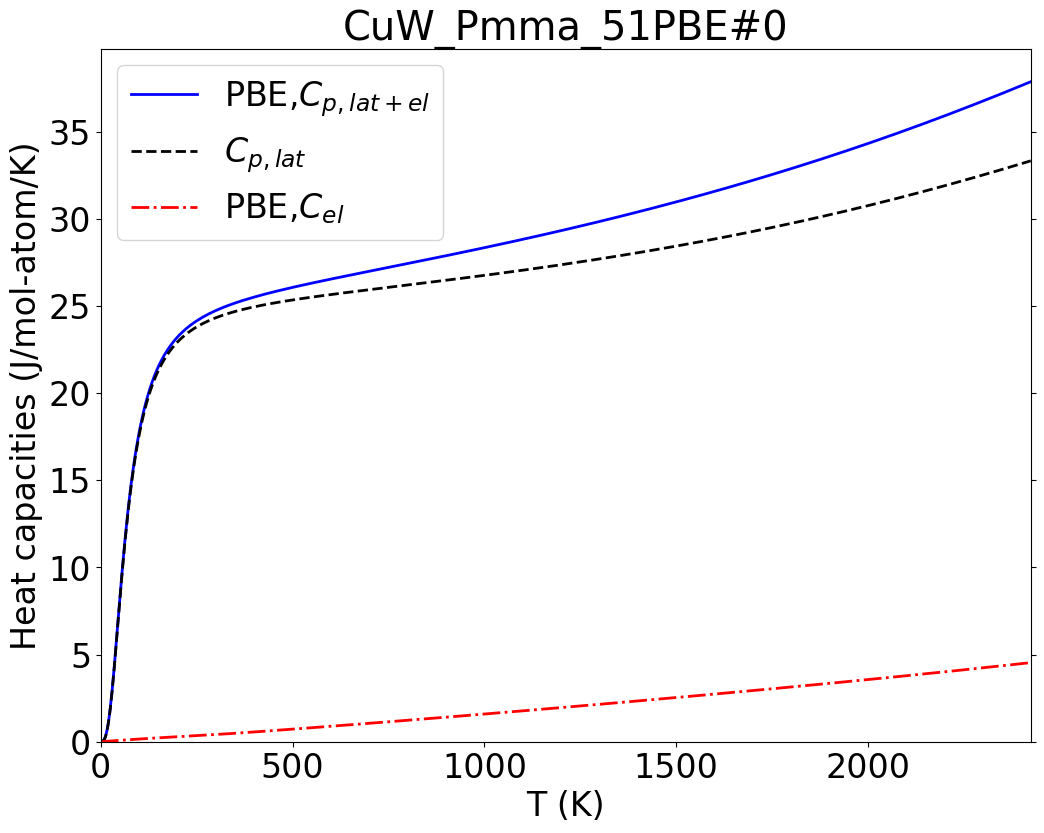 CuW_Pmma_51PBE#0
PBE,C_{p,lat+el}
C_{p,lat}
PBE,C_{el}
Heat capacities (J/mol-atom/K)
35
30
25
20
15
10
5
0
0 500 1000 1500 2000
T (K)